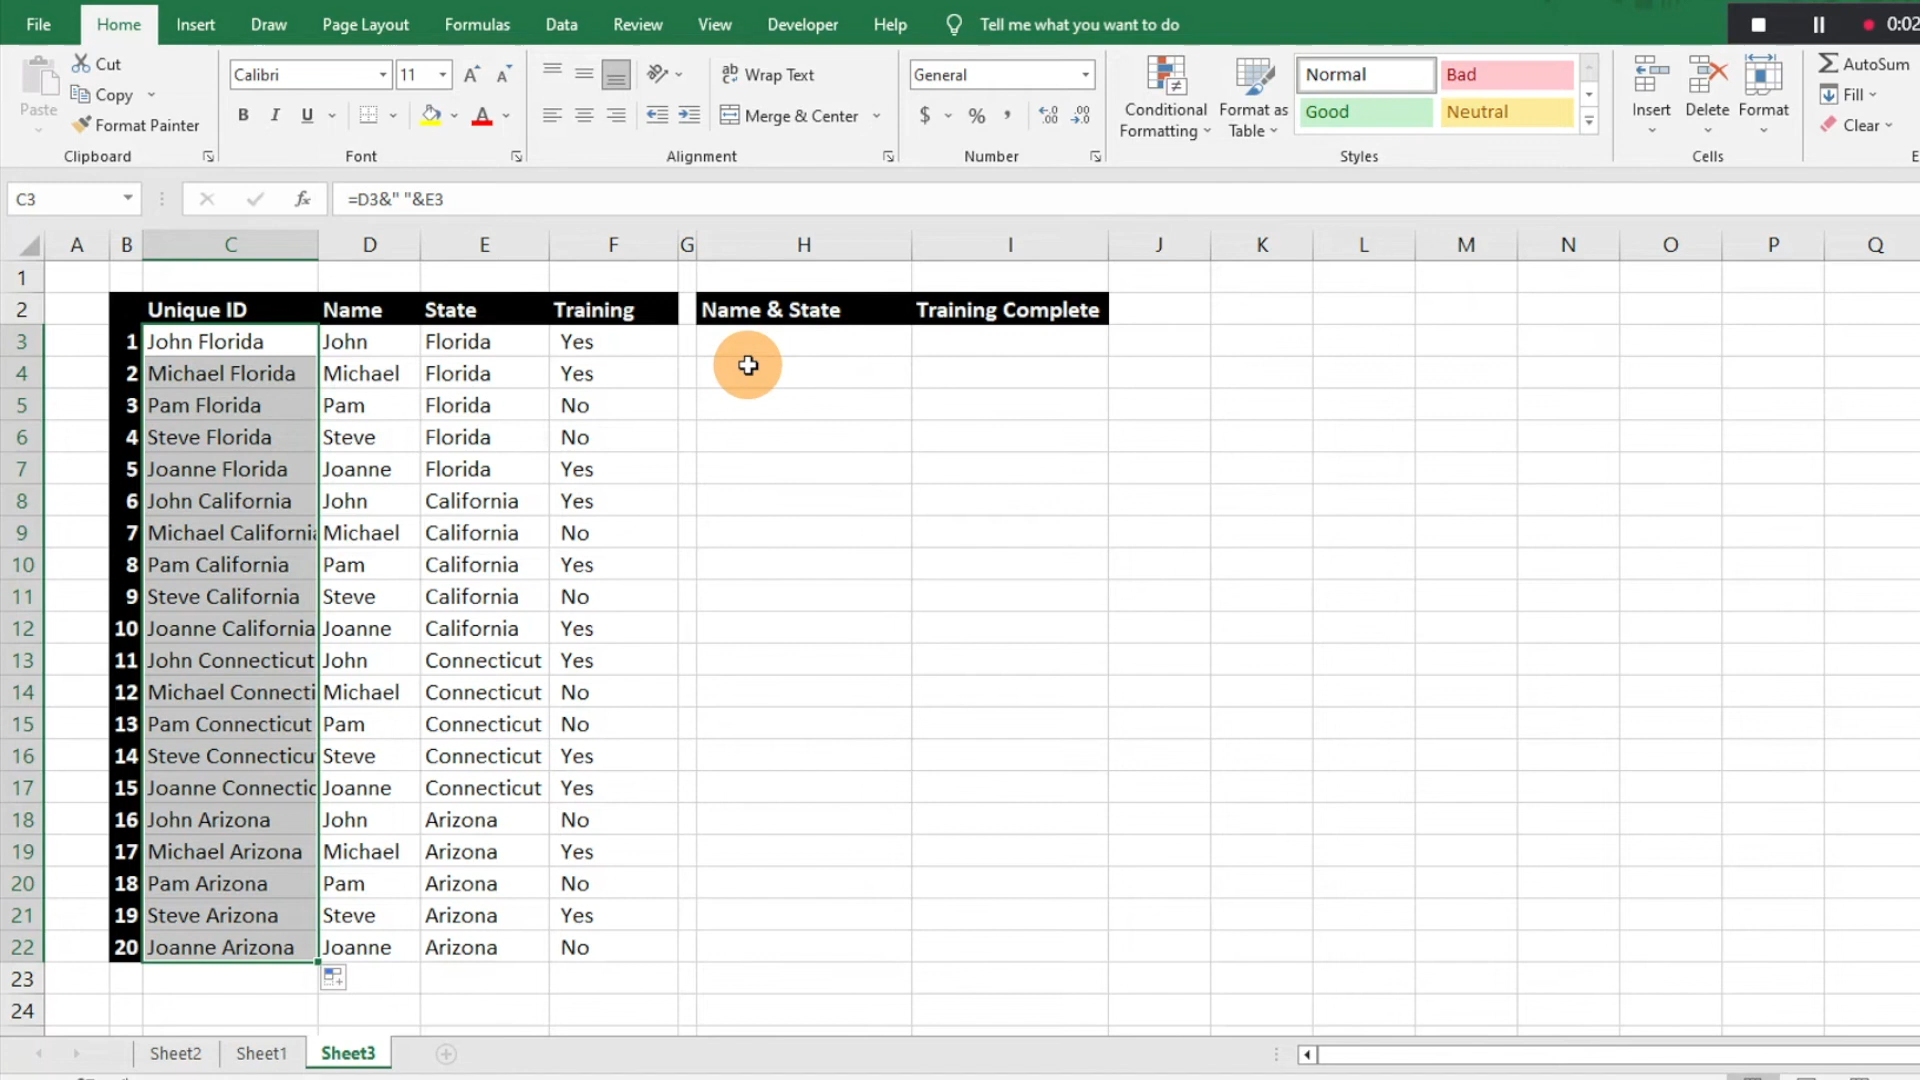 File Home Insert Draw Page Layout Formulas Data Review View Developer Help Tell me what you want to do 0:02
Paste Cut Copy Format Painter Clipboard
Calibri 11 B I U A Font
Wrap Text Merge & Center Alignment
General $ % Number
Conditional Formatting Format as Table
Normal Bad Good Neutral Styles
Insert Delete Format Cells
AutoSum Fill Clear
C3 fx =D3&" "&E3
A B C D E F G H I J K L M N O P Q
1
2 Unique ID Name State Training Name & State Training Complete
3 1 John Florida John Florida Yes
4 2 Michael Florida Michael Florida Yes
5 3 Pam Florida Pam Florida No
6 4 Steve Florida Steve Florida No
7 5 Joanne Florida Joanne Florida Yes
8 6 John California John California Yes
9 7 Michael California Michael California No
10 8 Pam California Pam California Yes
11 9 Steve California Steve California No
12 10 Joanne California Joanne California Yes
13 11 John Connecticut John Connecticut Yes
14 12 Michael Connecti Michael Connecticut No
15 13 Pam Connecticut Pam Connecticut No
16 14 Steve Connecticu Steve Connecticut Yes
17 15 Joanne Connectic Joanne Connecticut Yes
18 16 John Arizona John Arizona No
19 17 Michael Arizona Michael Arizona Yes
20 18 Pam Arizona Pam Arizona No
21 19 Steve Arizona Steve Arizona Yes
22 20 Joanne Arizona Joanne Arizona No
23
24
Sheet2 Sheet1 Sheet3